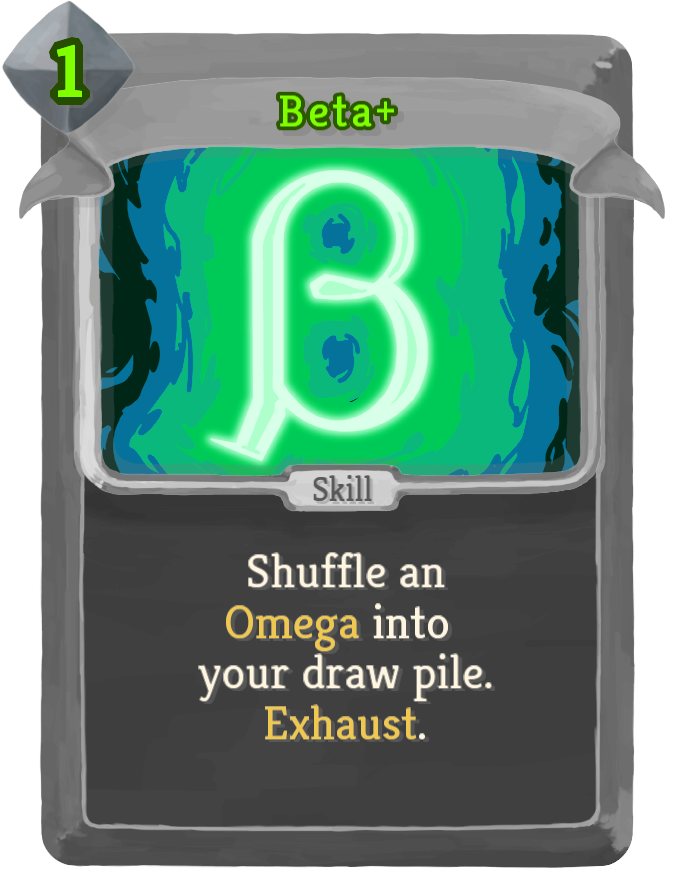 1
Beta+
β
Skill
Shuffle an
Omega into
your draw pile.
Exhaust.